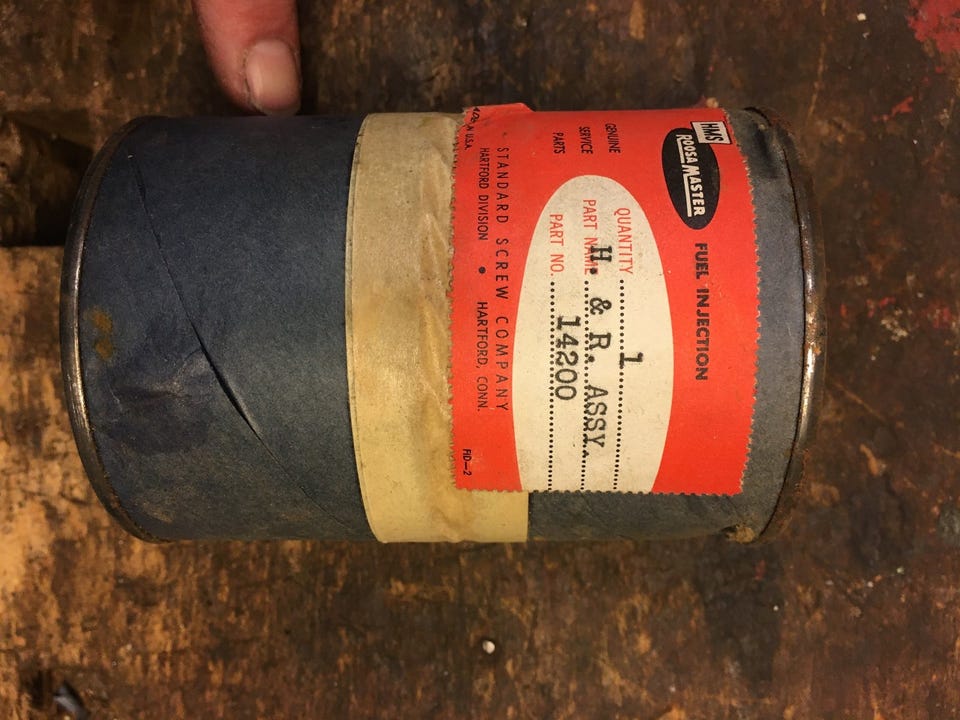 HMS
ROOSA MASTER
FUEL INJECTION
GENUINE
SERVICE
PARTS
QUANTITY 1
PART NAME H. & R. ASSY.
PART NO. 14200
STANDARD SCREW COMPANY
HARTFORD DIVISION • HARTFORD, CONN.
IN U.S.A.
FID-2